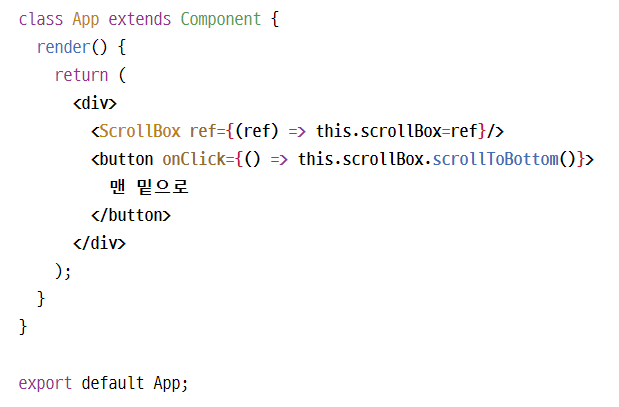 class App extends Component {
  render() {
    return (
      <div>
        <ScrollBox ref={(ref) => this.scrollBox=ref}/>
        <button onClick={() => this.scrollBox.scrollToBottom()}>
          맨 밑으로
        </button>
      </div>
    );
  }
}

export default App;